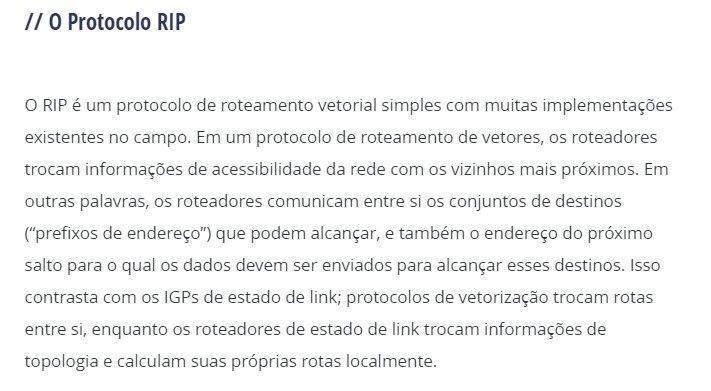 // O Protocolo RIP
O RIP é um protocolo de roteamento vetorial simples com muitas implementações
existentes no campo. Em um protocolo de roteamento de vetores, os roteadores
trocam informações de acessibilidade da rede com os vizinhos mais próximos. Em
outras palavras, os roteadores comunicam entre si os conjuntos de destinos
(“prefixos de endereço”) que podem alcançar, e também o endereço do próximo
salto para o qual os dados devem ser enviados para alcançar esses destinos. Isso
contrasta com os IGPs de estado de link; protocolos de vetorização trocam rotas
entre si, enquanto os roteadores de estado de link trocam informações de
topologia e calculam suas próprias rotas localmente.